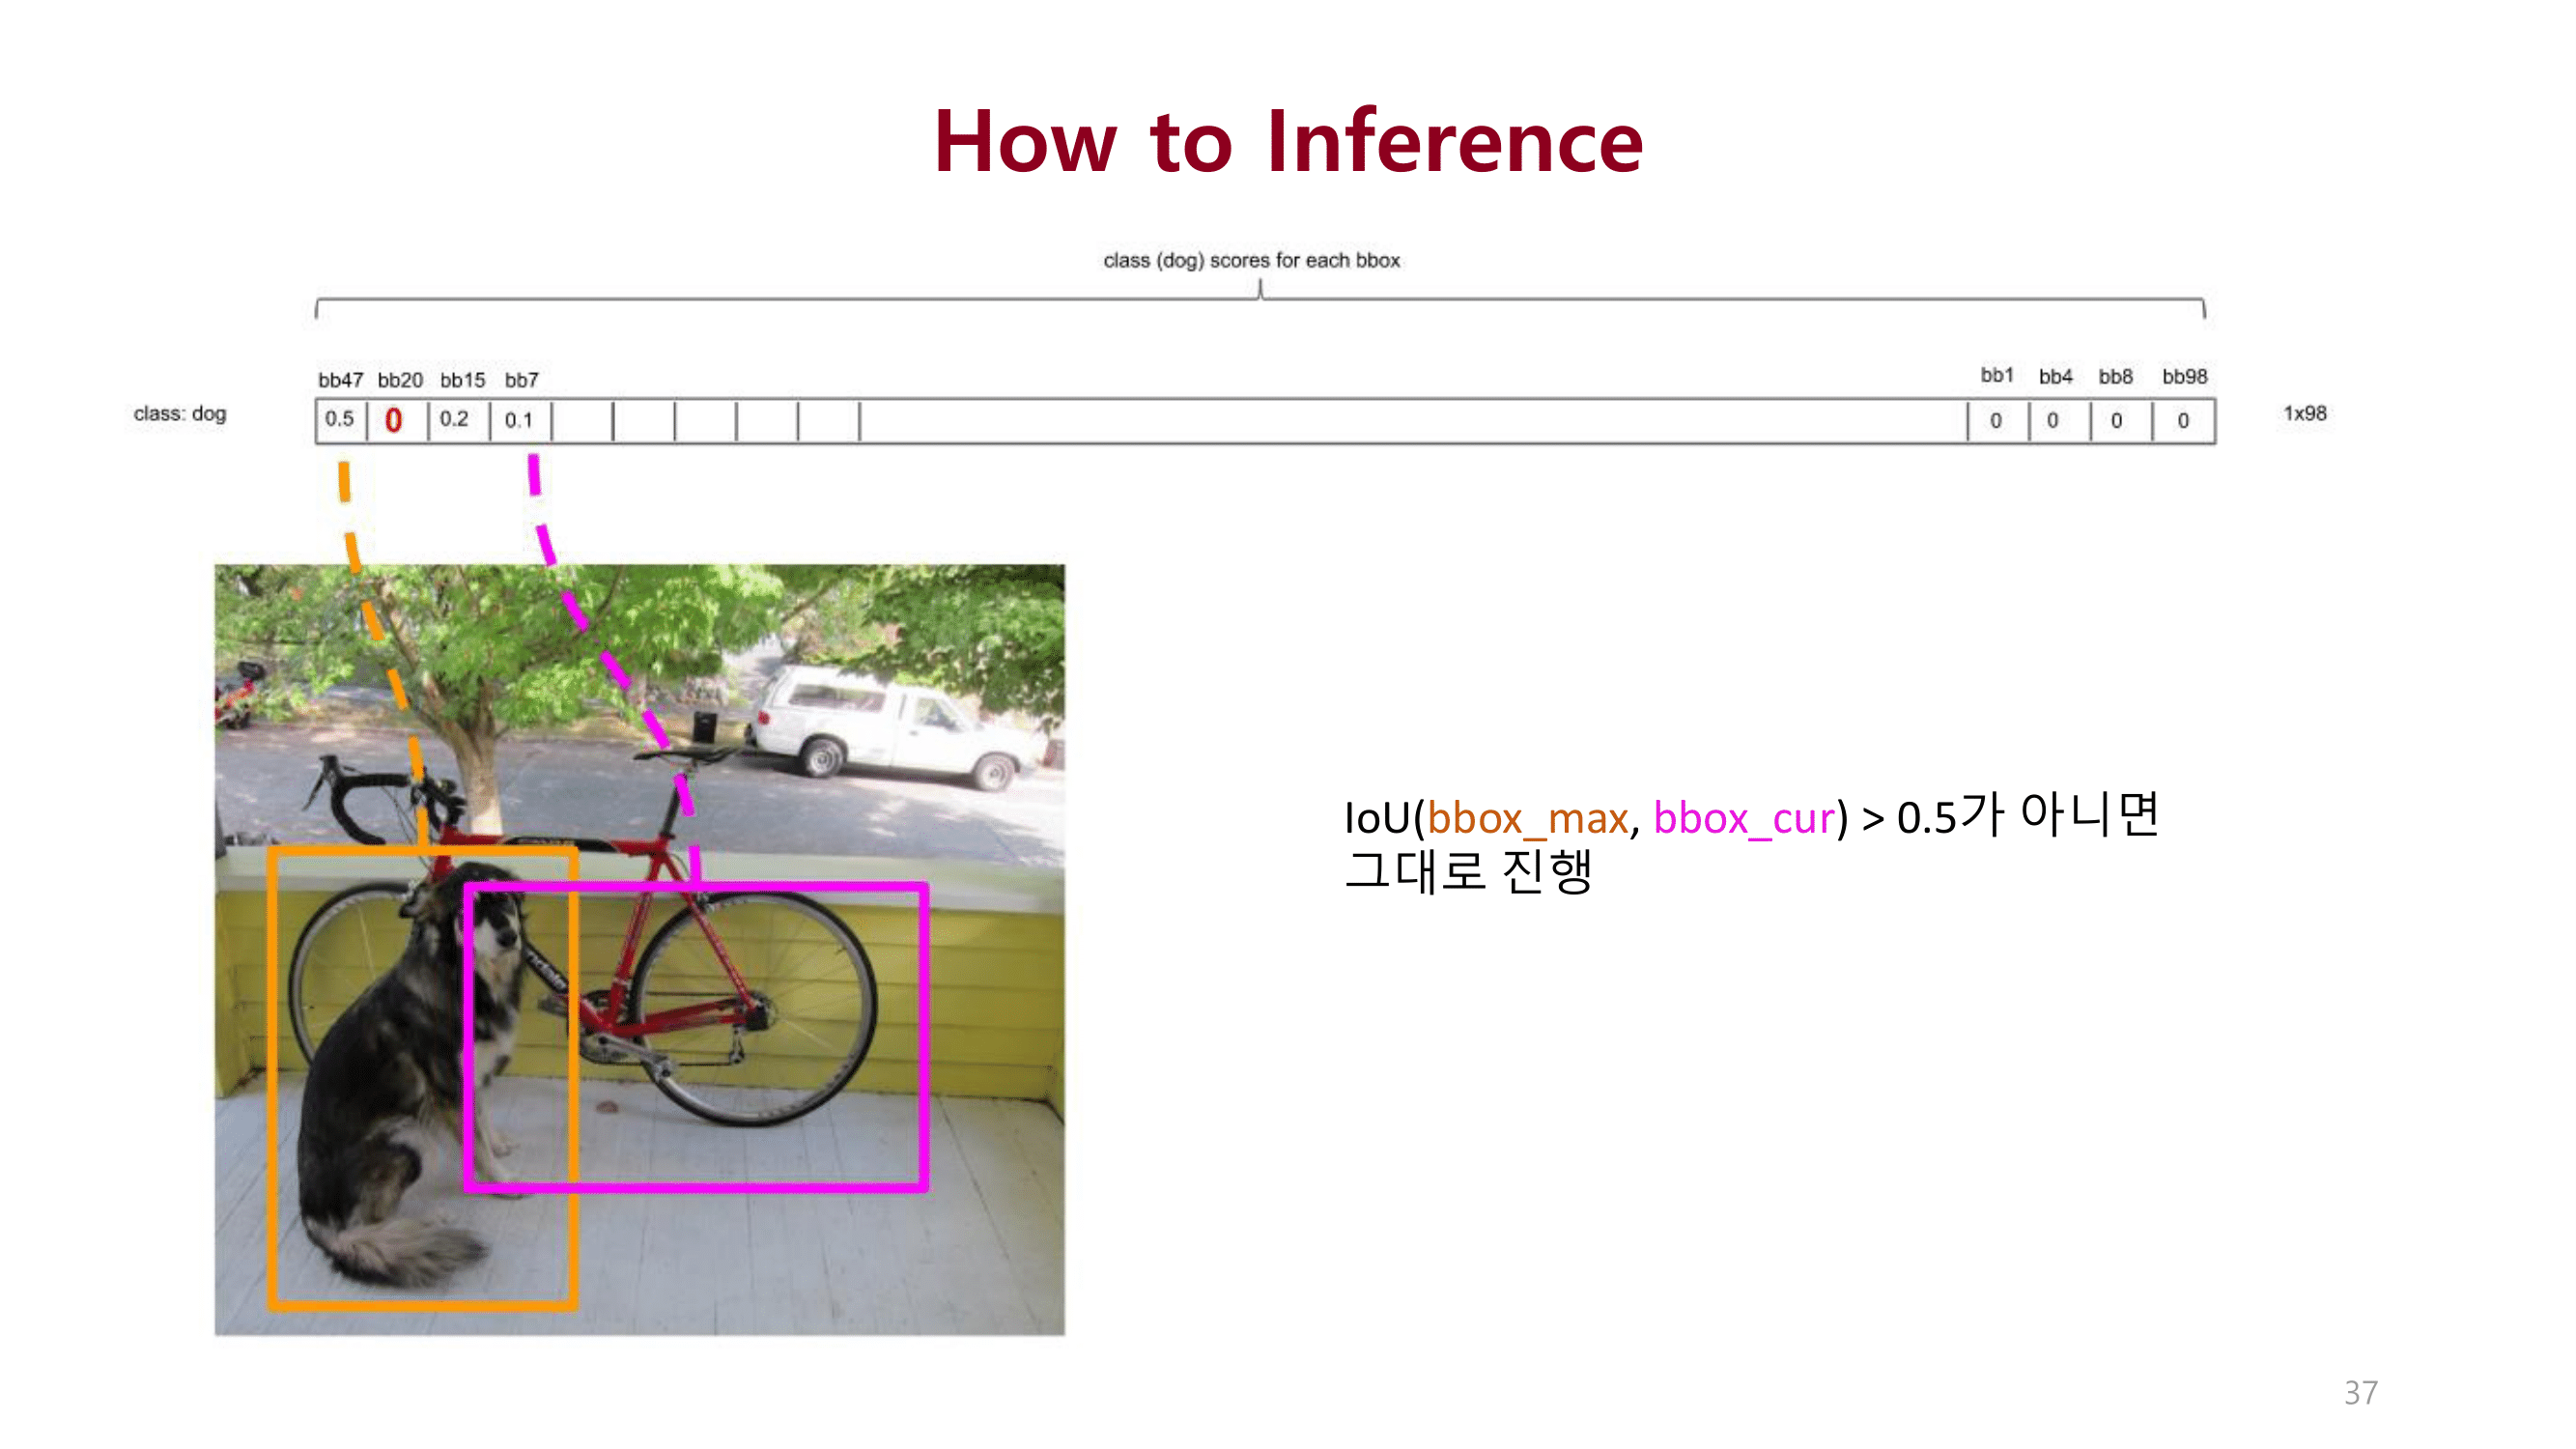 How to Inference
class (dog) scores for each bbox
bb47 bb20 bb15 bb7 bb1 bb4 bb8 bb98
class: dog 0.5 0 0.2 0.1 0 0 0 0 1x98
IoU(bbox_max, bbox_cur) > 0.5가 아니면
그대로 진행
37